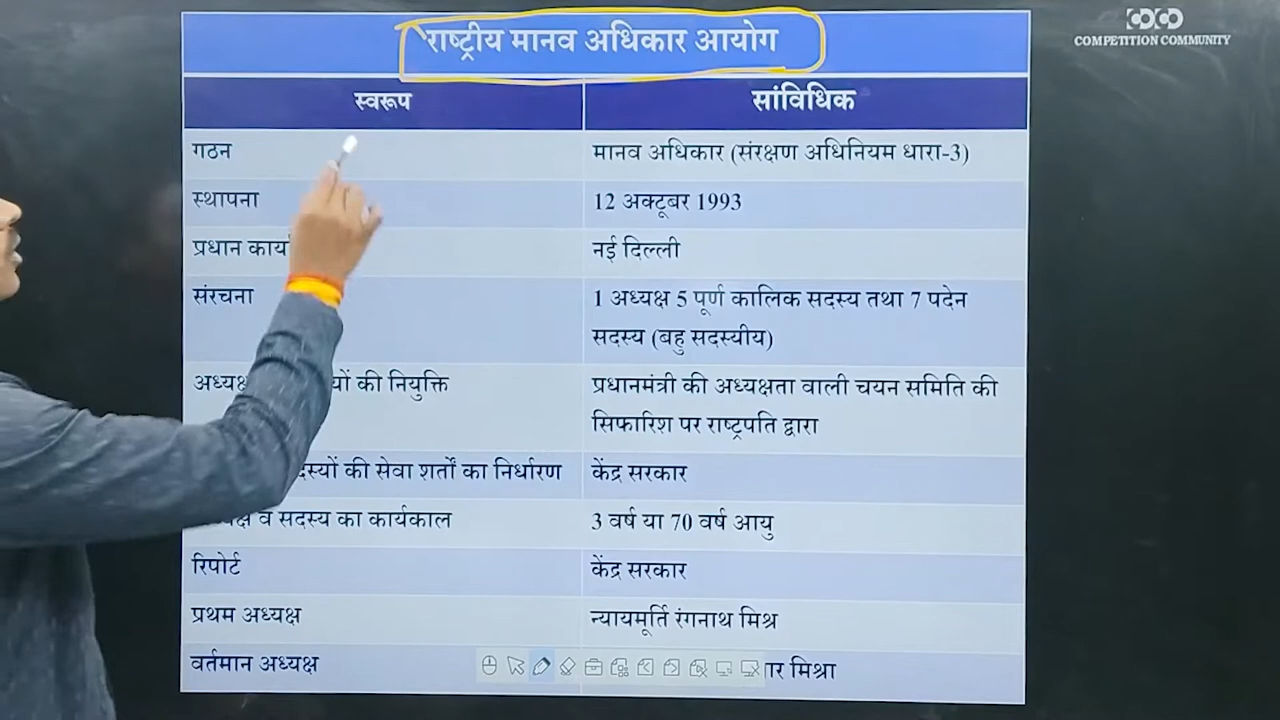 COCO
COMPETITION COMMUNITY
राष्ट्रीय मानव अधिकार आयोग
स्वरूप सांविधिक
गठन मानव अधिकार (संरक्षण अधिनियम धारा-3)
स्थापना 12 अक्टूबर 1993
प्रधान नई दिल्ली
संरचना 1 अध्यक्ष 5 पूर्ण कालिक सदस्य तथा 7 पदेन
सदस्य (बहु सदस्यीय)
की नियुक्ति प्रधानमंत्री की अध्यक्षता वाली चयन समिति की
सिफारिश पर राष्ट्रपति द्वारा
की सेवा शर्तों का निर्धारण केंद्र सरकार
व सदस्य का कार्यकाल 3 वर्ष या 70 वर्ष आयु
रिपोर्ट केंद्र सरकार
प्रथम अध्यक्ष न्यायमूर्ति रंगनाथ मिश्र
वर्तमान अध्यक्ष मिश्रा